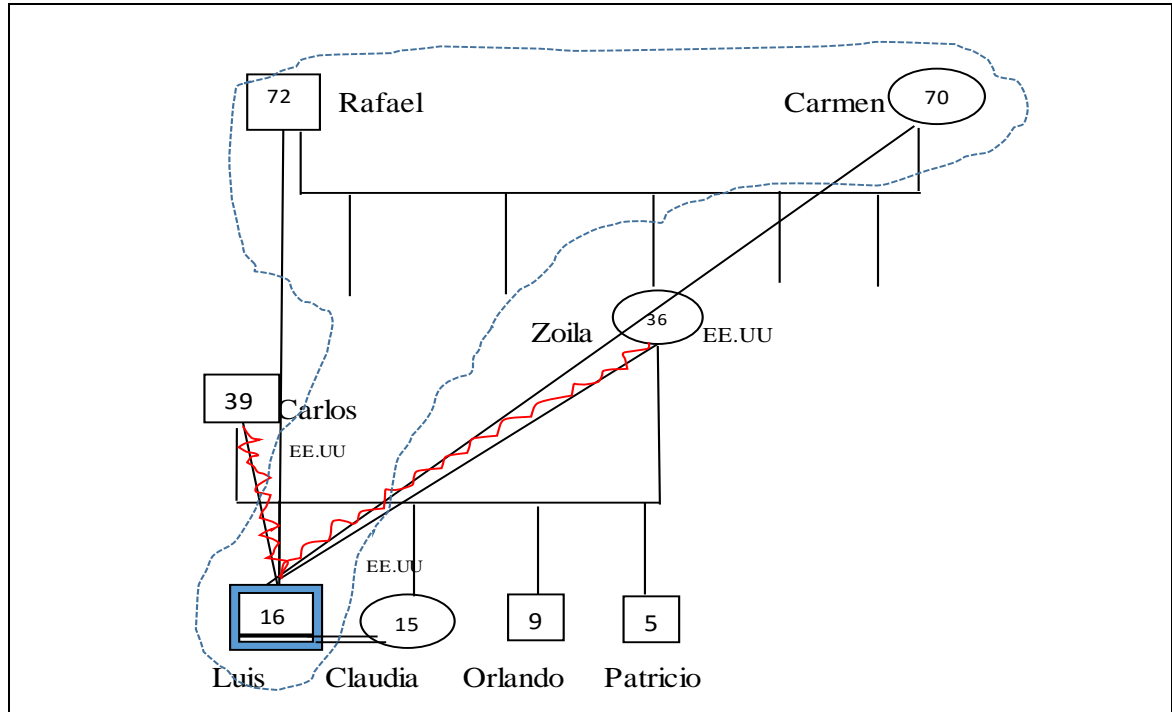 72 Rafael Carmen 70
Zoila 36 EE.UU
39 Carlos
EE.UU
EE.UU
16 15 9 5
Luis Claudia Orlando Patricio